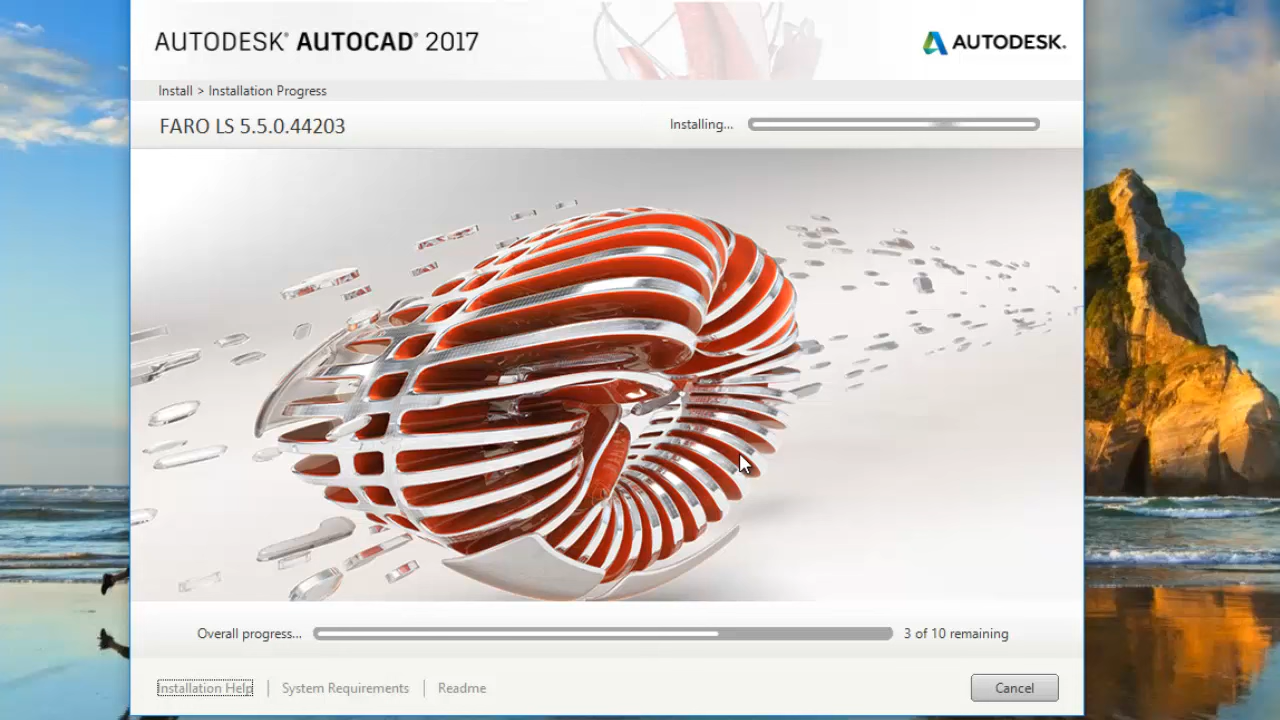 AUTODESK® AUTOCAD® 2017
AUTODESK.
Install > Installation Progress
FARO LS 5.5.0.44203
Installing...
Overall progress...
3 of 10 remaining
Installation Help
System Requirements
Readme
Cancel